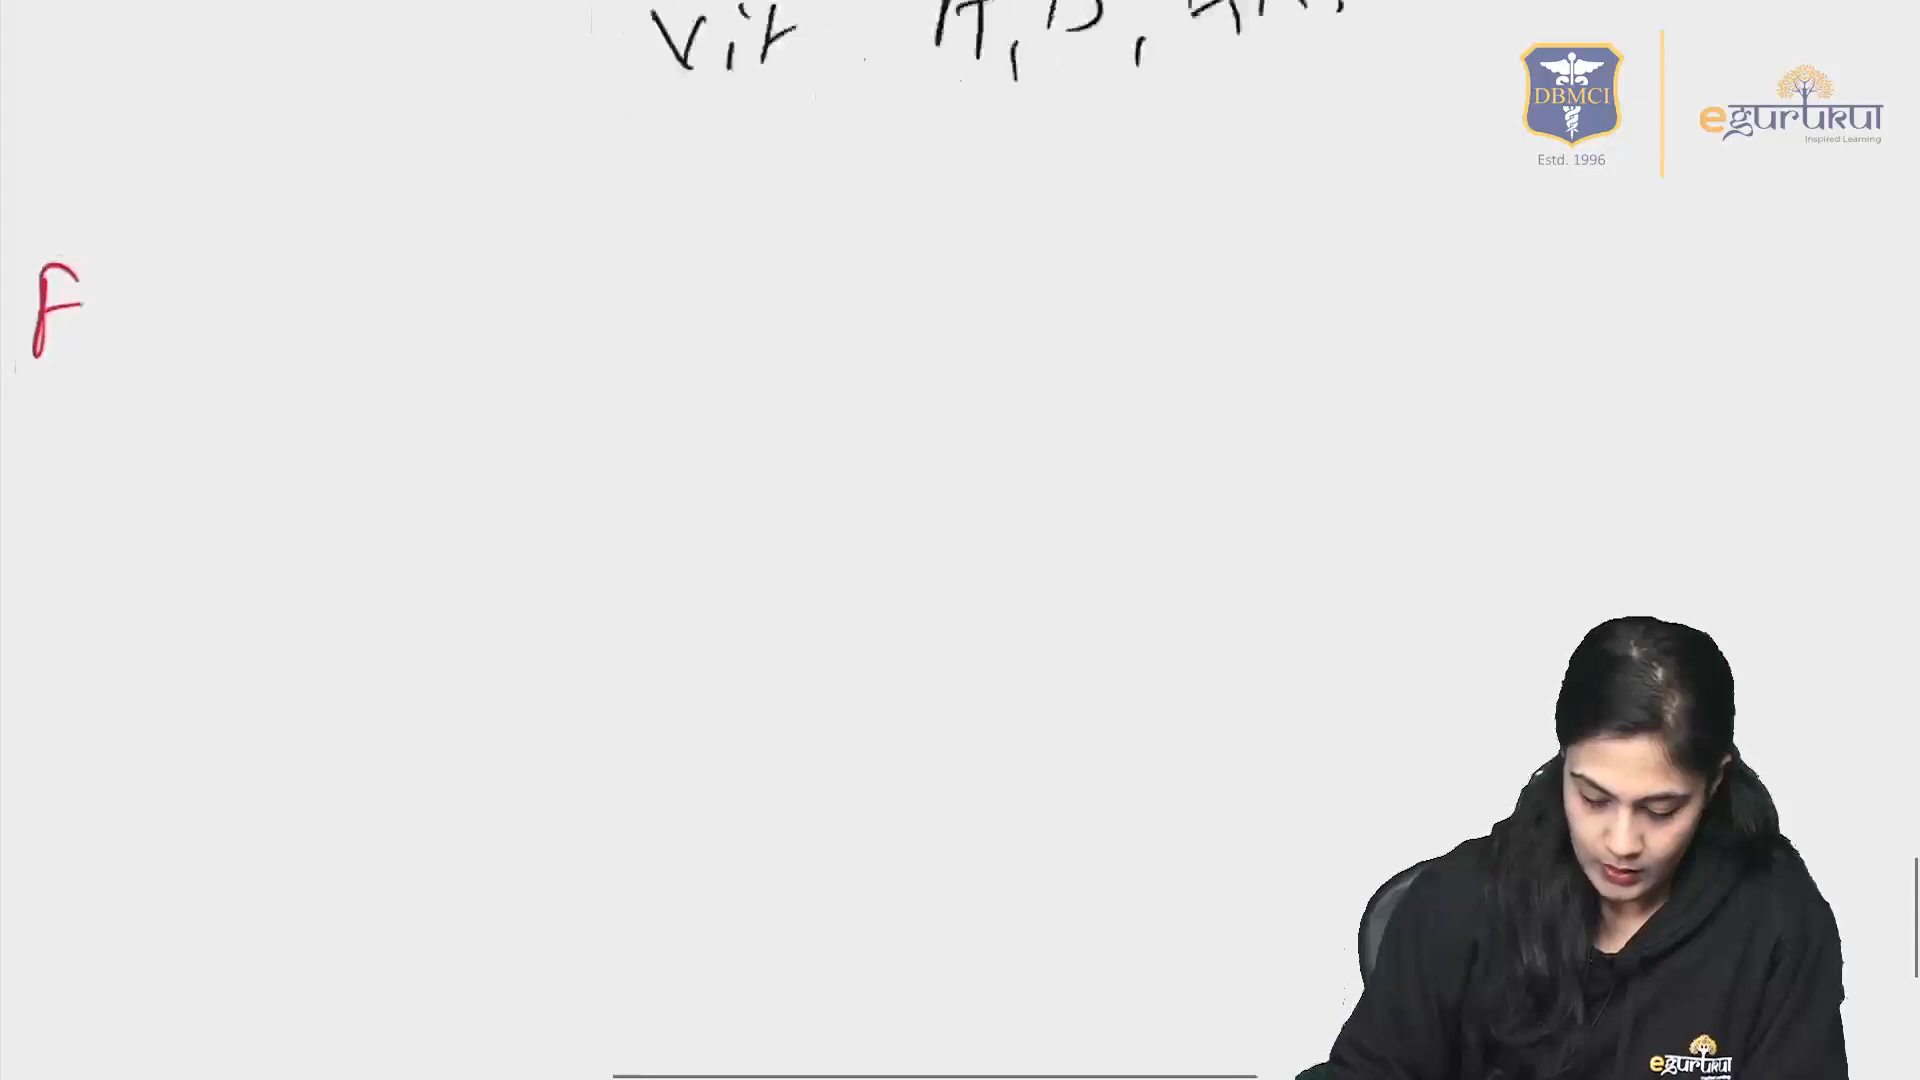 Vit A, D,
DBMCI
Estd. 1996
eGurukul
Inspired Learning
F
eGurukul